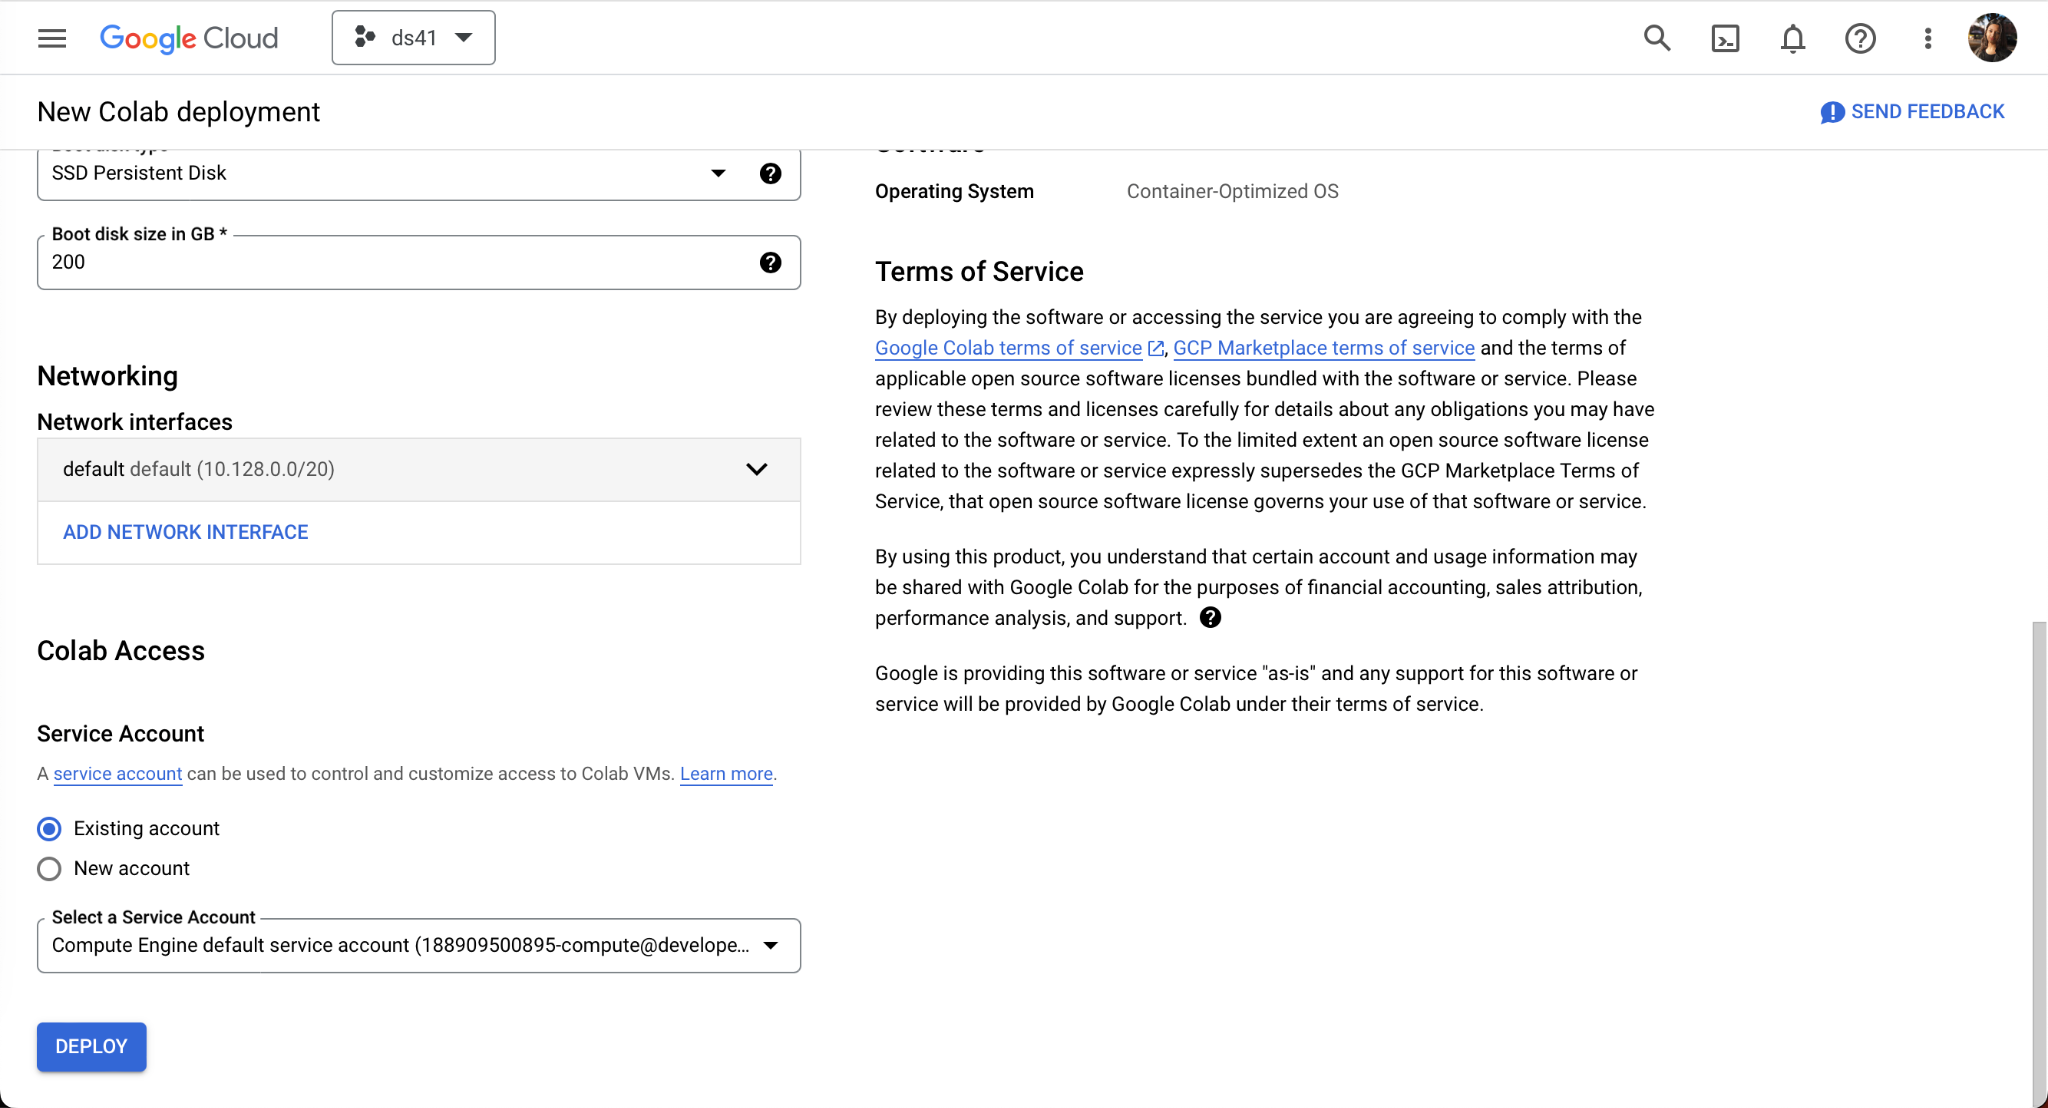 Google Cloud
ds41
New Colab deployment
SEND FEEDBACK
SSD Persistent Disk
Boot disk size in GB *
200
Networking
Network interfaces
default default (10.128.0.0/20)
ADD NETWORK INTERFACE
Colab Access
Service Account
A service account can be used to control and customize access to Colab VMs. Learn more.
Existing account
New account
Select a Service Account
Compute Engine default service account (188909500895-compute@develope...
DEPLOY
Software
Operating System Container-Optimized OS
Terms of Service
By deploying the software or accessing the service you are agreeing to comply with the
Google Colab terms of service, GCP Marketplace terms of service and the terms of
applicable open source software licenses bundled with the software or service. Please
review these terms and licenses carefully for details about any obligations you may have
related to the software or service. To the limited extent an open source software license
related to the software or service expressly supersedes the GCP Marketplace Terms of
Service, that open source software license governs your use of that software or service.
By using this product, you understand that certain account and usage information may
be shared with Google Colab for the purposes of financial accounting, sales attribution,
performance analysis, and support.
Google is providing this software or service "as-is" and any support for this software or
service will be provided by Google Colab under their terms of service.